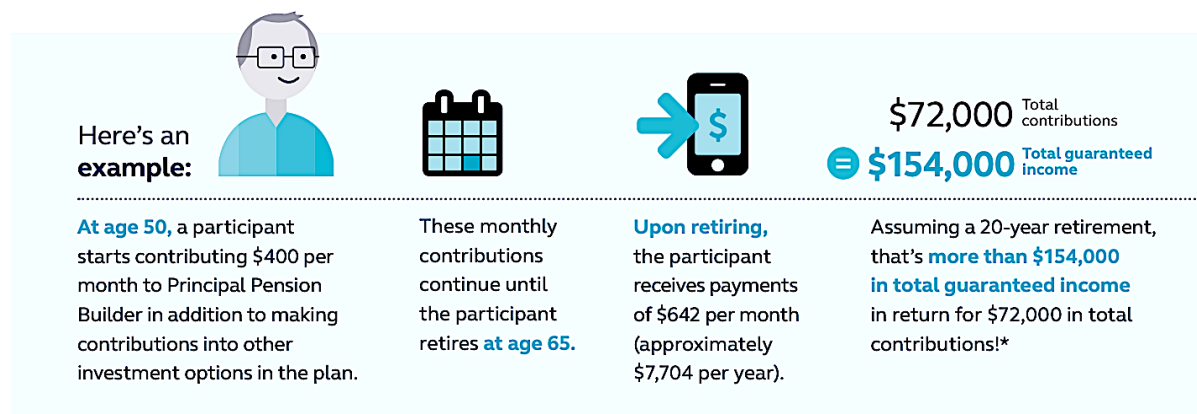 Here's an
example:
$
$72,000 Total contributions
= $154,000 Total guaranteed income
At age 50, a participant
starts contributing $400 per
month to Principal Pension
Builder in addition to making
contributions into other
investment options in the plan.
These monthly
contributions
continue until
the participant
retires at age 65.
Upon retiring,
the participant
receives payments
of $642 per month
(approximately
$7,704 per year).
Assuming a 20-year retirement,
that's more than $154,000
in total guaranteed income
in return for $72,000 in total
contributions!*